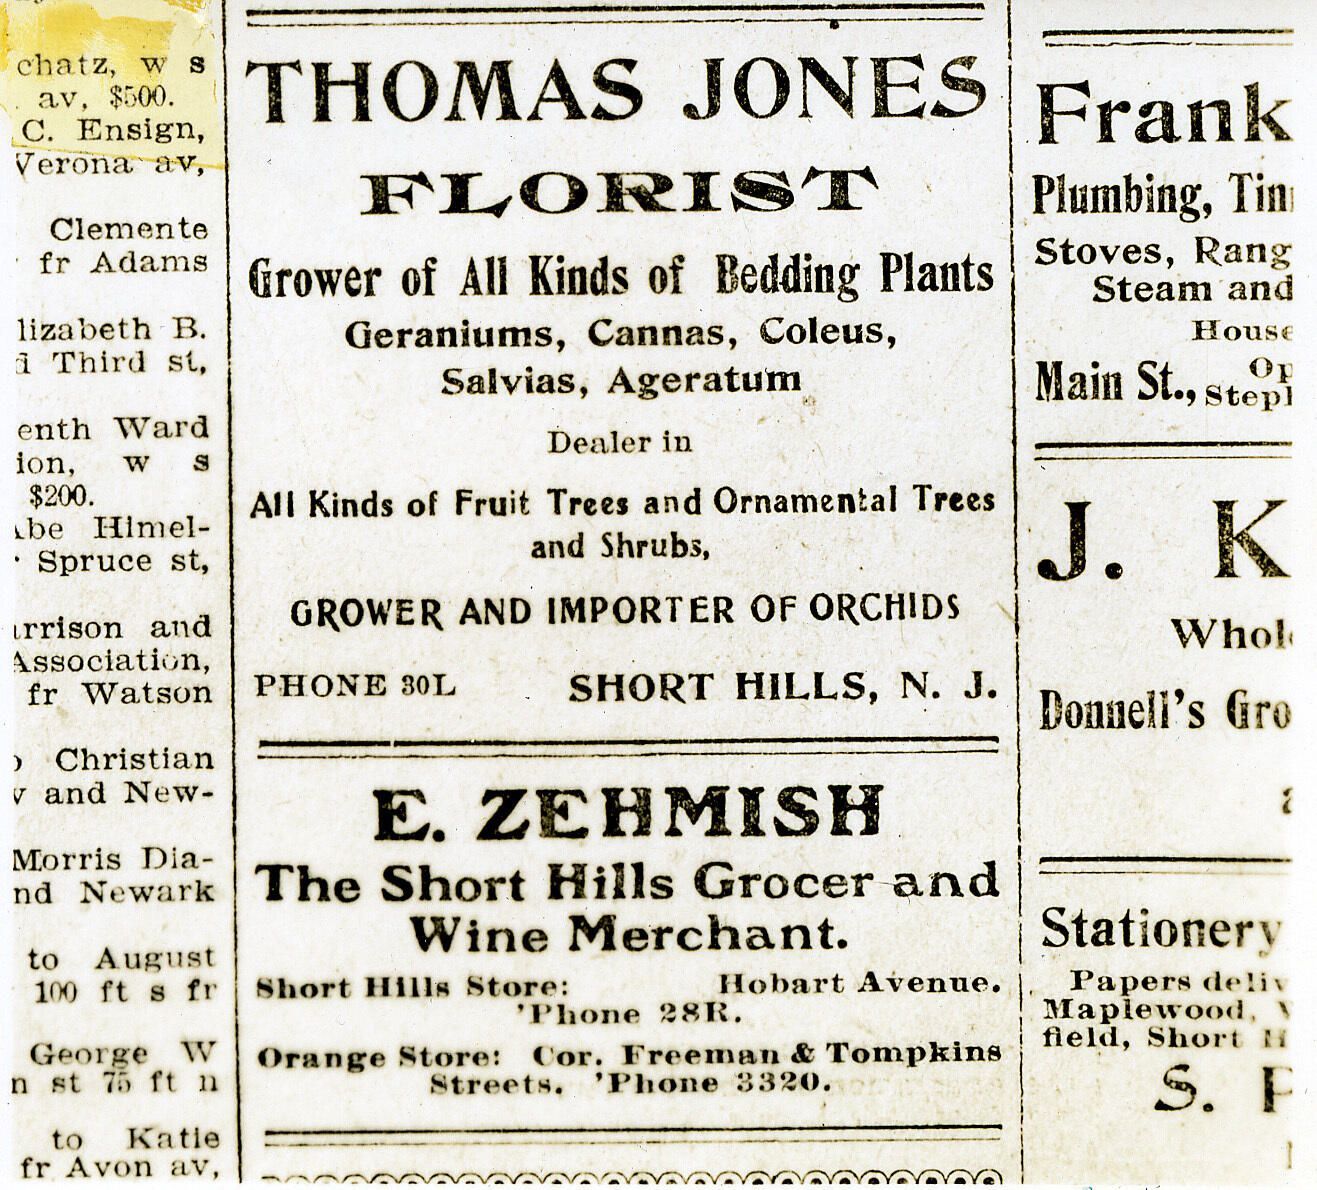 chatz, w s
av, $500.
C. Ensign,
Verona av,
Clemente
fr Adams
lizabeth B.
Third st,
enth Ward
ion, w s
$200.
Abe Himel-
Spruce st,
rrison and
Association,
fr Watson
Christian
and New-
Morris Dia-
nd Newark
to August
100 ft s fr
George W
n st 75 ft n
to Katie
fr Avon av,
THOMAS JONES
FLORIST
Grower of All Kinds of Bedding Plants
Geraniums, Cannas, Coleus,
Salvias, Ageratum
Dealer in
All Kinds of Fruit Trees and Ornamental Trees
and Shrubs,
GROWER AND IMPORTER OF ORCHIDS
PHONE 30L SHORT HILLS, N. J.
E. ZEHMISH
The Short Hills Grocer and
Wine Merchant.
Short Hills Store: Hobart Avenue.
'Phone 28R.
Orange Store: Cor. Freeman & Tompkins
Streets. 'Phone 3320.
Frank
Plumbing, Tin
Stoves, Rang
Steam and
House
Main St., Op
Steph
J. K
Whol
Donnell's Gro
Stationery
Papers deliv
Maplewood,
field, Short H
S. P